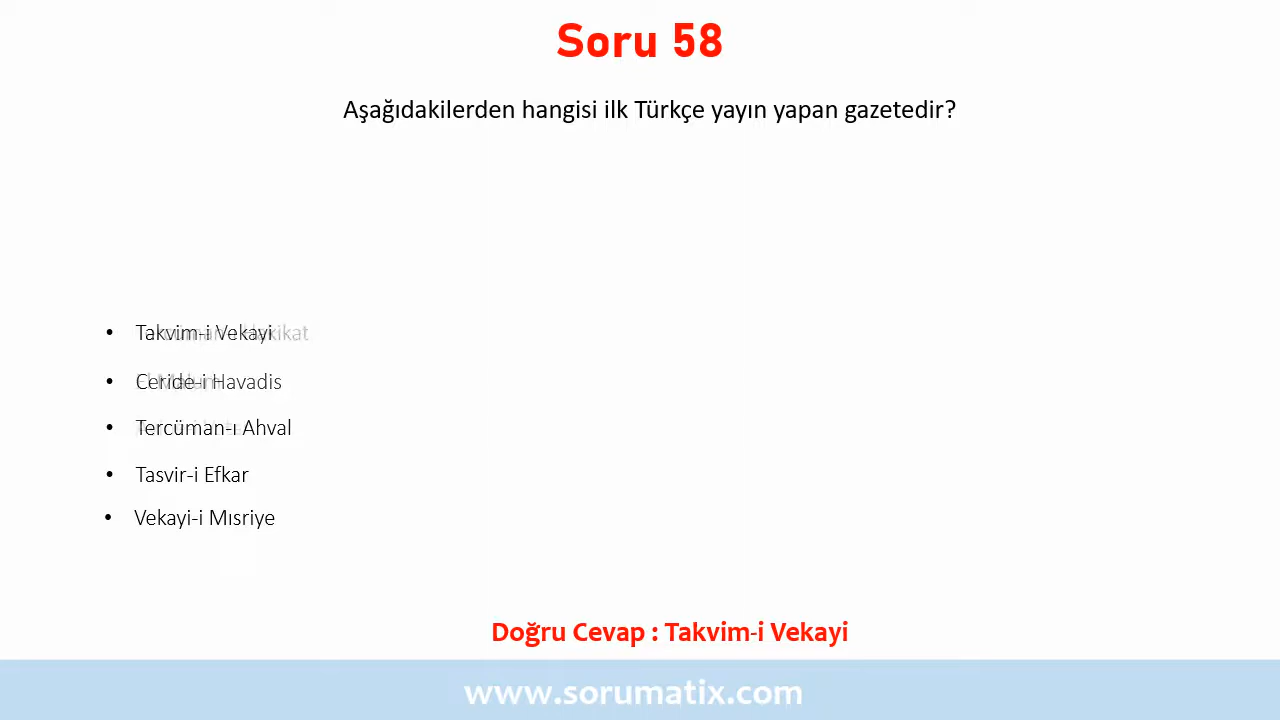 Soru 58
Aşağıdakilerden hangisi ilk Türkçe yayın yapan gazetedir?
• Takvim-i Vekayi
• Ceride-i Havadis
• Tercüman-ı Ahval
• Tasvir-i Efkar
• Vekayi-i Mısriye
Doğru Cevap : Takvim-i Vekayi
www.sorumatix.com